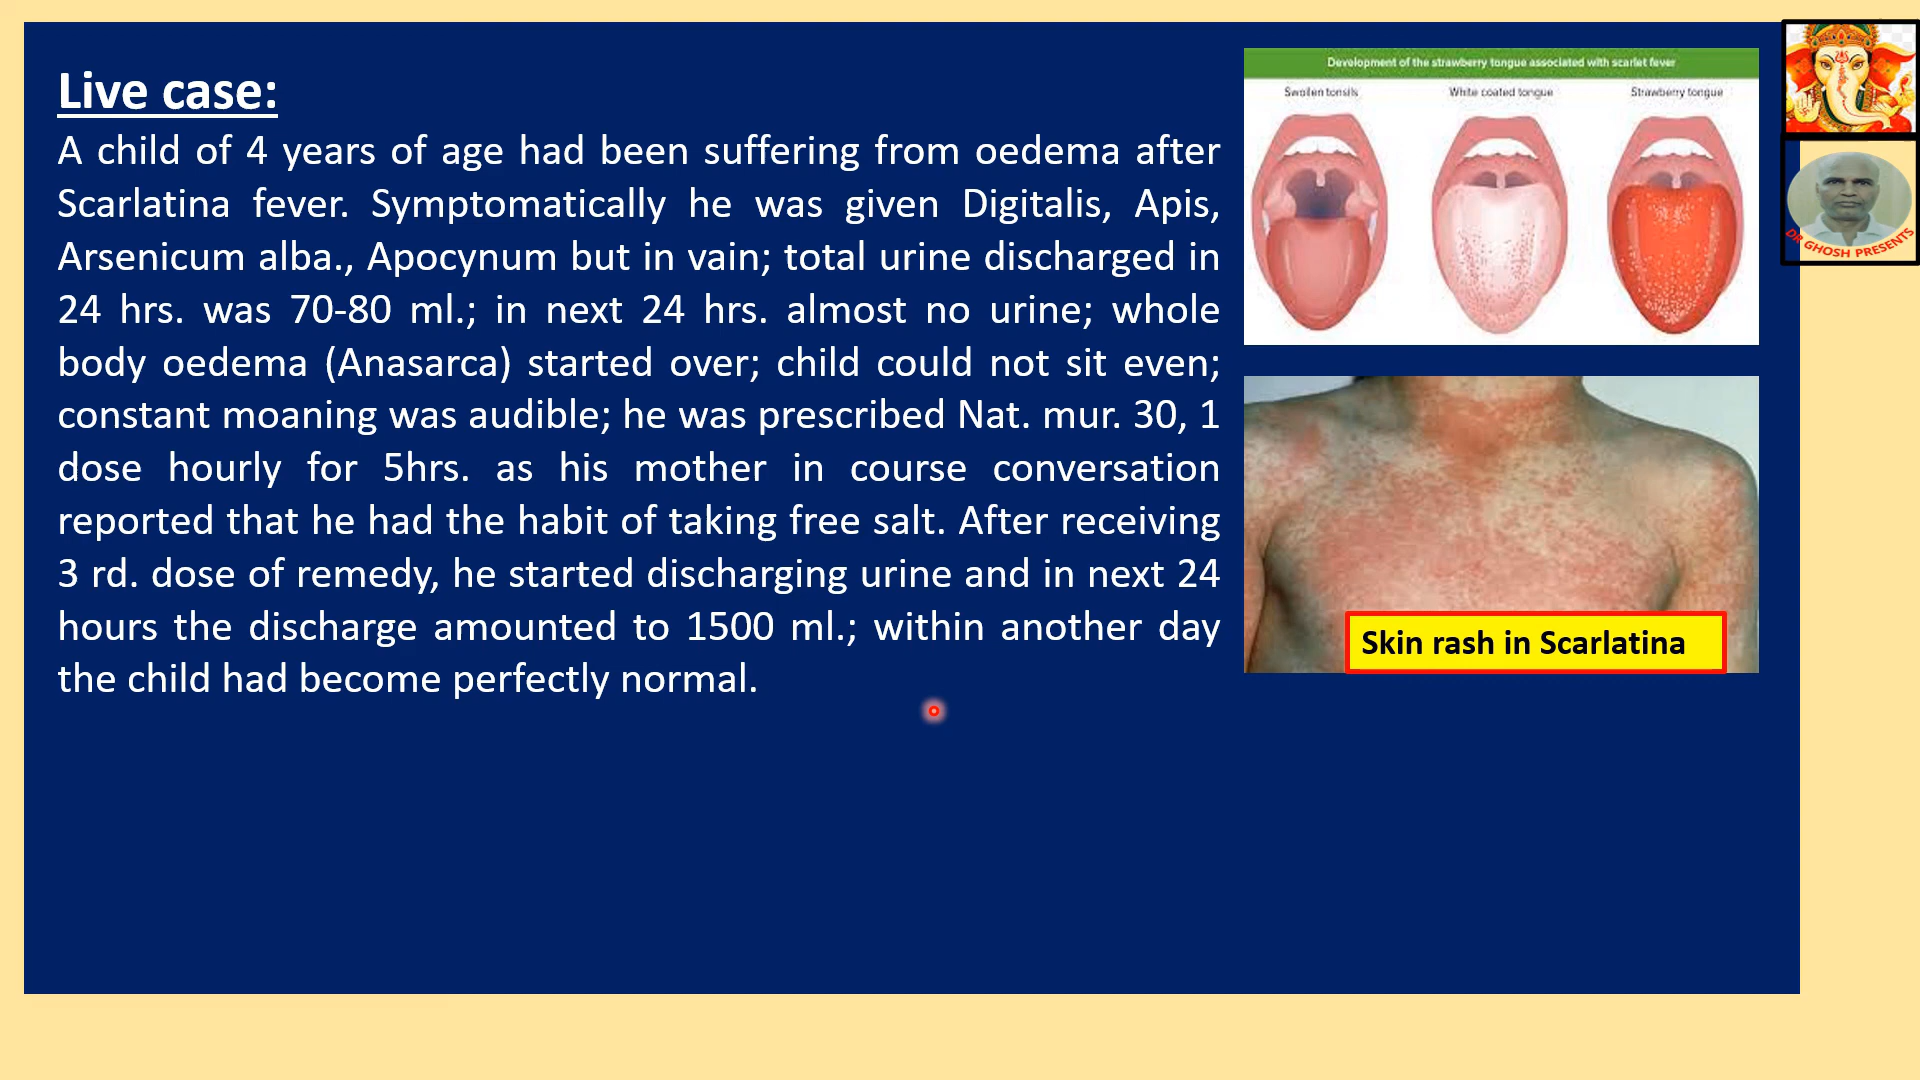 Live case:
A child of 4 years of age had been suffering from oedema after
Scarlatina fever. Symptomatically he was given Digitalis, Apis,
Arsenicum alba., Apocynum but in vain; total urine discharged in
24 hrs. was 70-80 ml.; in next 24 hrs. almost no urine; whole
body oedema (Anasarca) started over; child could not sit even;
constant moaning was audible; he was prescribed Nat. mur. 30, 1
dose hourly for 5hrs. as his mother in course conversation
reported that he had the habit of taking free salt. After receiving
3 rd. dose of remedy, he started discharging urine and in next 24
hours the discharge amounted to 1500 ml.; within another day
the child had become perfectly normal.
Development of the strawberry tongue associated with scarlet fever
Swollen tonsils White coated tongue Strawberry tongue
Skin rash in Scarlatina
DR GHOSH PRESENTS